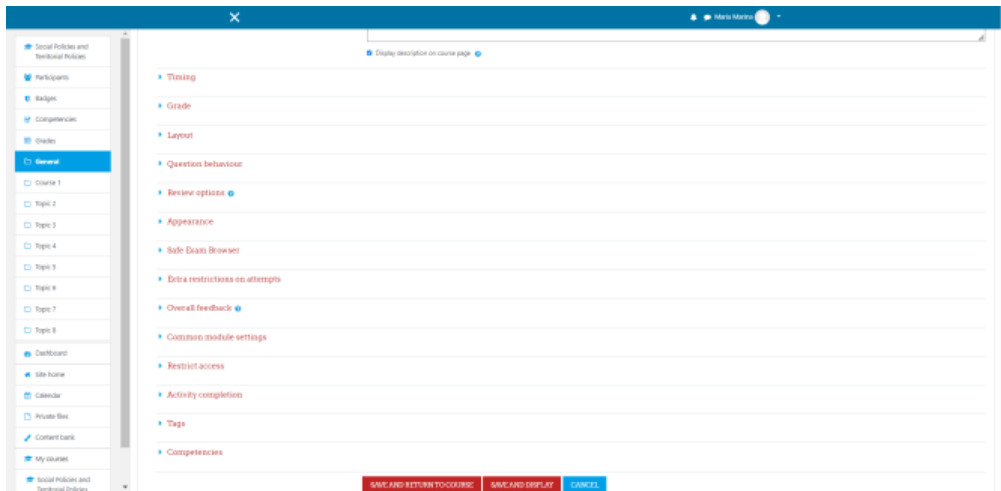 Maria Marino
Social Policies and
Territorial Policies
Participants
Badges
Competencies
Grades
General
Course 1
Topic 2
Topic 3
Topic 4
Topic 5
Topic 6
Topic 7
Topic 8
Dashboard
Site home
Calendar
Private files
Content bank
My courses
Social Policies and
Territorial Policies
Display description on course page
Timing
Grade
Layout
Question behaviour
Review options
Appearance
Safe Exam Browser
Extra restrictions on attempts
Overall feedback
Common module settings
Restrict access
Activity completion
Tags
Competencies
SAVE AND RETURN TO COURSE
SAVE AND DISPLAY
CANCEL